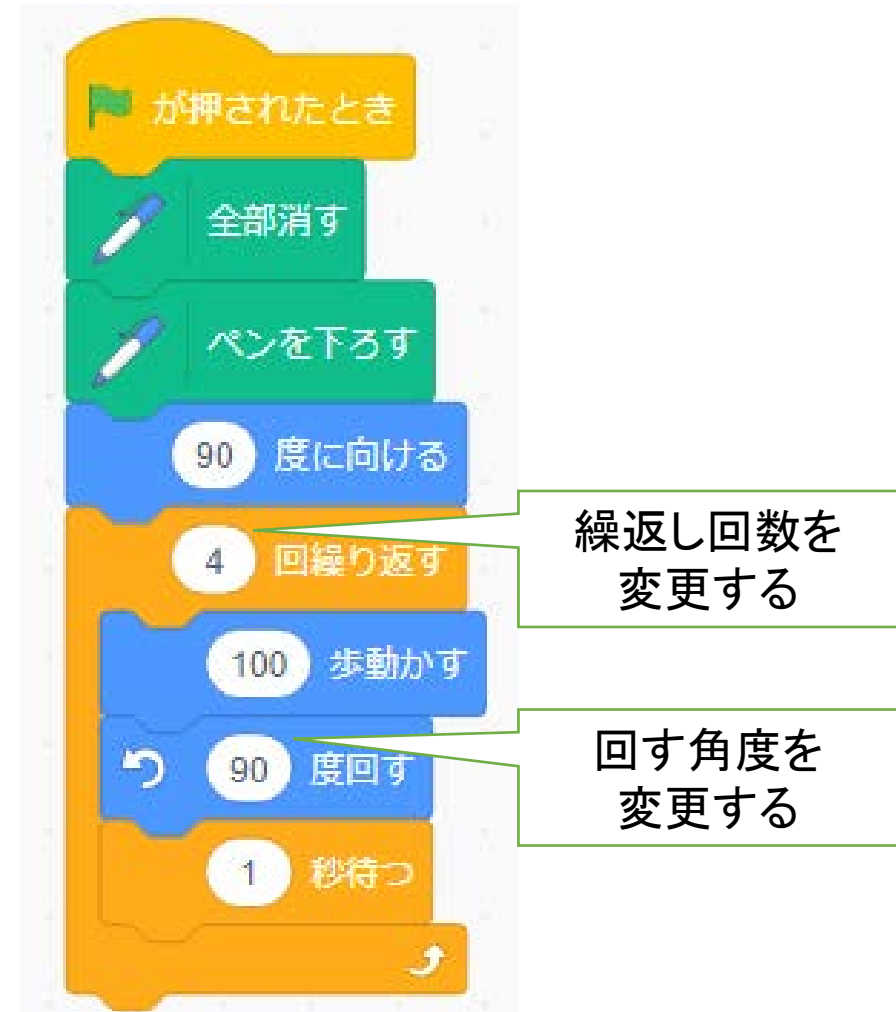 が押されたとき
全部消す
ペンを下ろす
90 度に向ける
4 回繰り返す
繰返し回数を
変更する
100 歩動かす
90 度回す
回す角度を
変更する
1 秒待つ